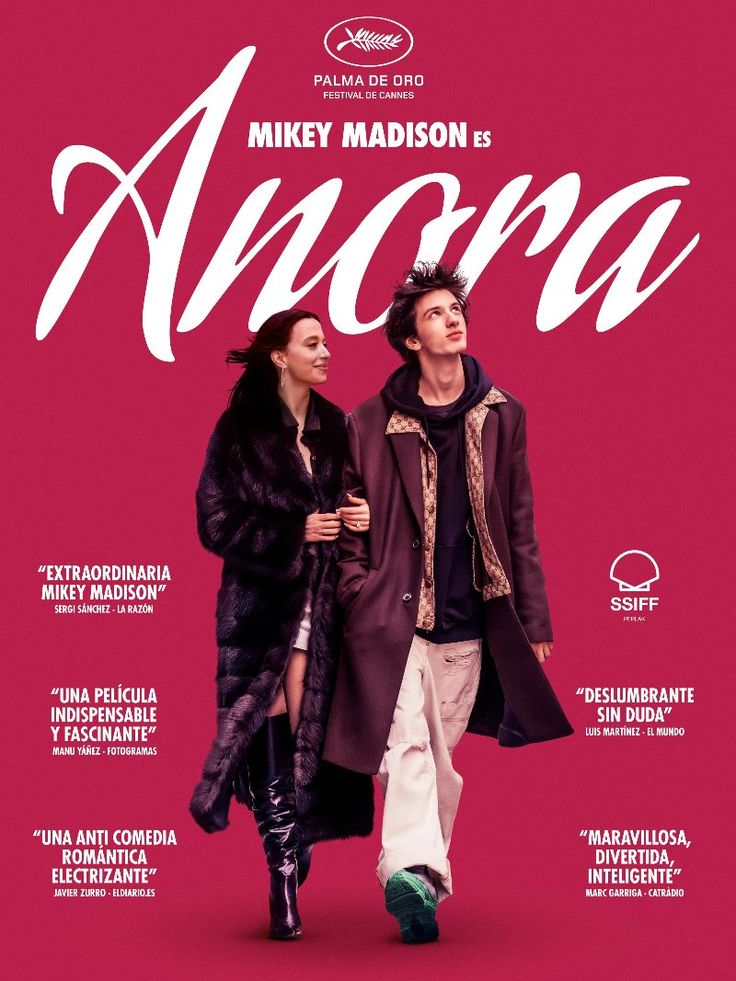 PALMA DE ORO
FESTIVAL DE CANNES
MIKEY MADISON ES
Anora
“EXTRAORDINARIA
MIKEY MADISON”
SERGI SÁNCHEZ - LA RAZÓN
SSIFF
PERLAK
“UNA PELÍCULA
INDISPENSABLE
Y FASCINANTE”
MANU YÁÑEZ - FOTOGRAMAS
“DESLUMBRANTE
SIN DUDA”
LUIS MARTÍNEZ - EL MUNDO
“UNA ANTI COMEDIA
ROMÁNTICA
ELECTRIZANTE”
JAVIER ZURRO - ELDIARIO.ES
“MARAVILLOSA,
DIVERTIDA,
INTELIGENTE”
MARC GARRIGA - CATRÀDIO